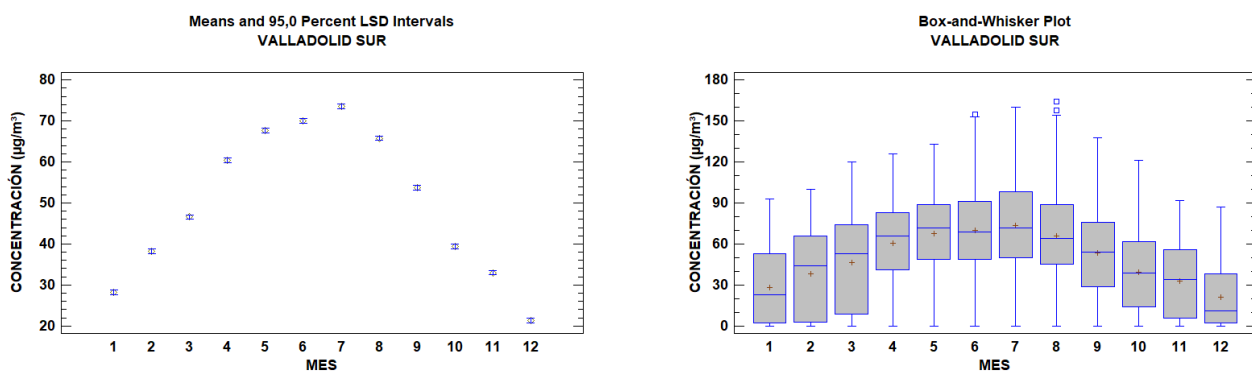 Means and 95,0 Percent LSD Intervals
VALLADOLID SUR
CONCENTRACIÓN (µg/m³)
80
70
60
50
40
30
20
1 2 3 4 5 6 7 8 9 10 11 12
MES
Box-and-Whisker Plot
VALLADOLID SUR
CONCENTRACIÓN (µg/m³)
180
150
120
90
60
30
0
1 2 3 4 5 6 7 8 9 10 11 12
MES